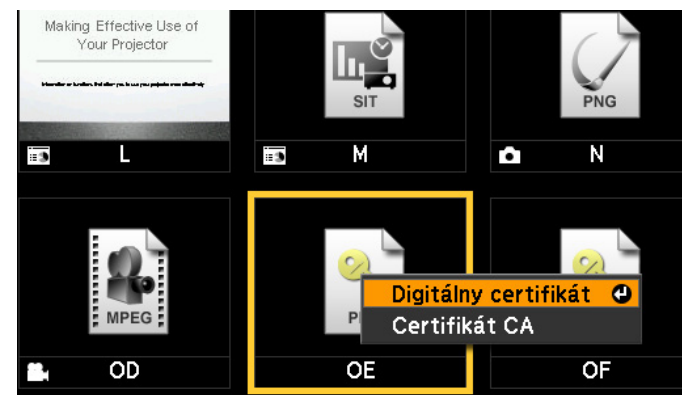 Making Effective Use of
Your Projector
SIT
PNG
L
M
N
MPEG
Digitálny certifikát
Certifikát CA
OD
OE
OF